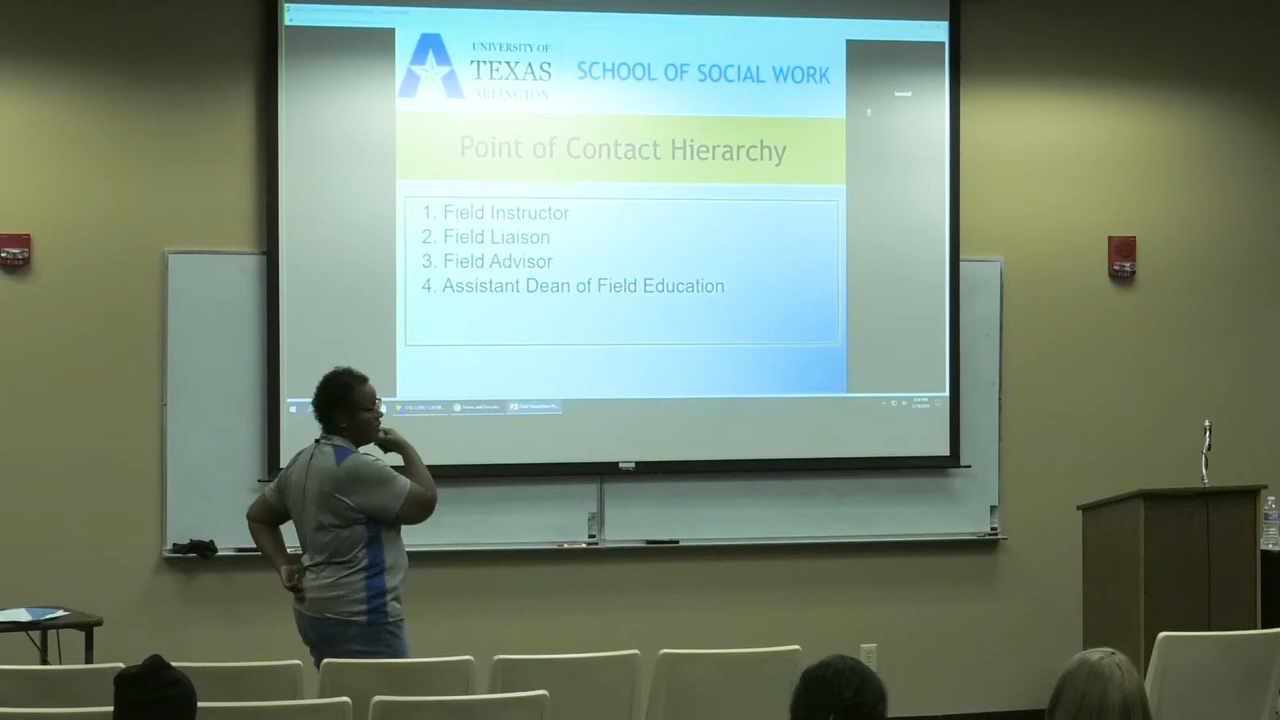 UNIVERSITY OF
TEXAS
ARLINGTON
SCHOOL OF SOCIAL WORK
Point of Contact Hierarchy
1. Field Instructor
2. Field Liaison
3. Field Advisor
4. Assistant Dean of Field Education